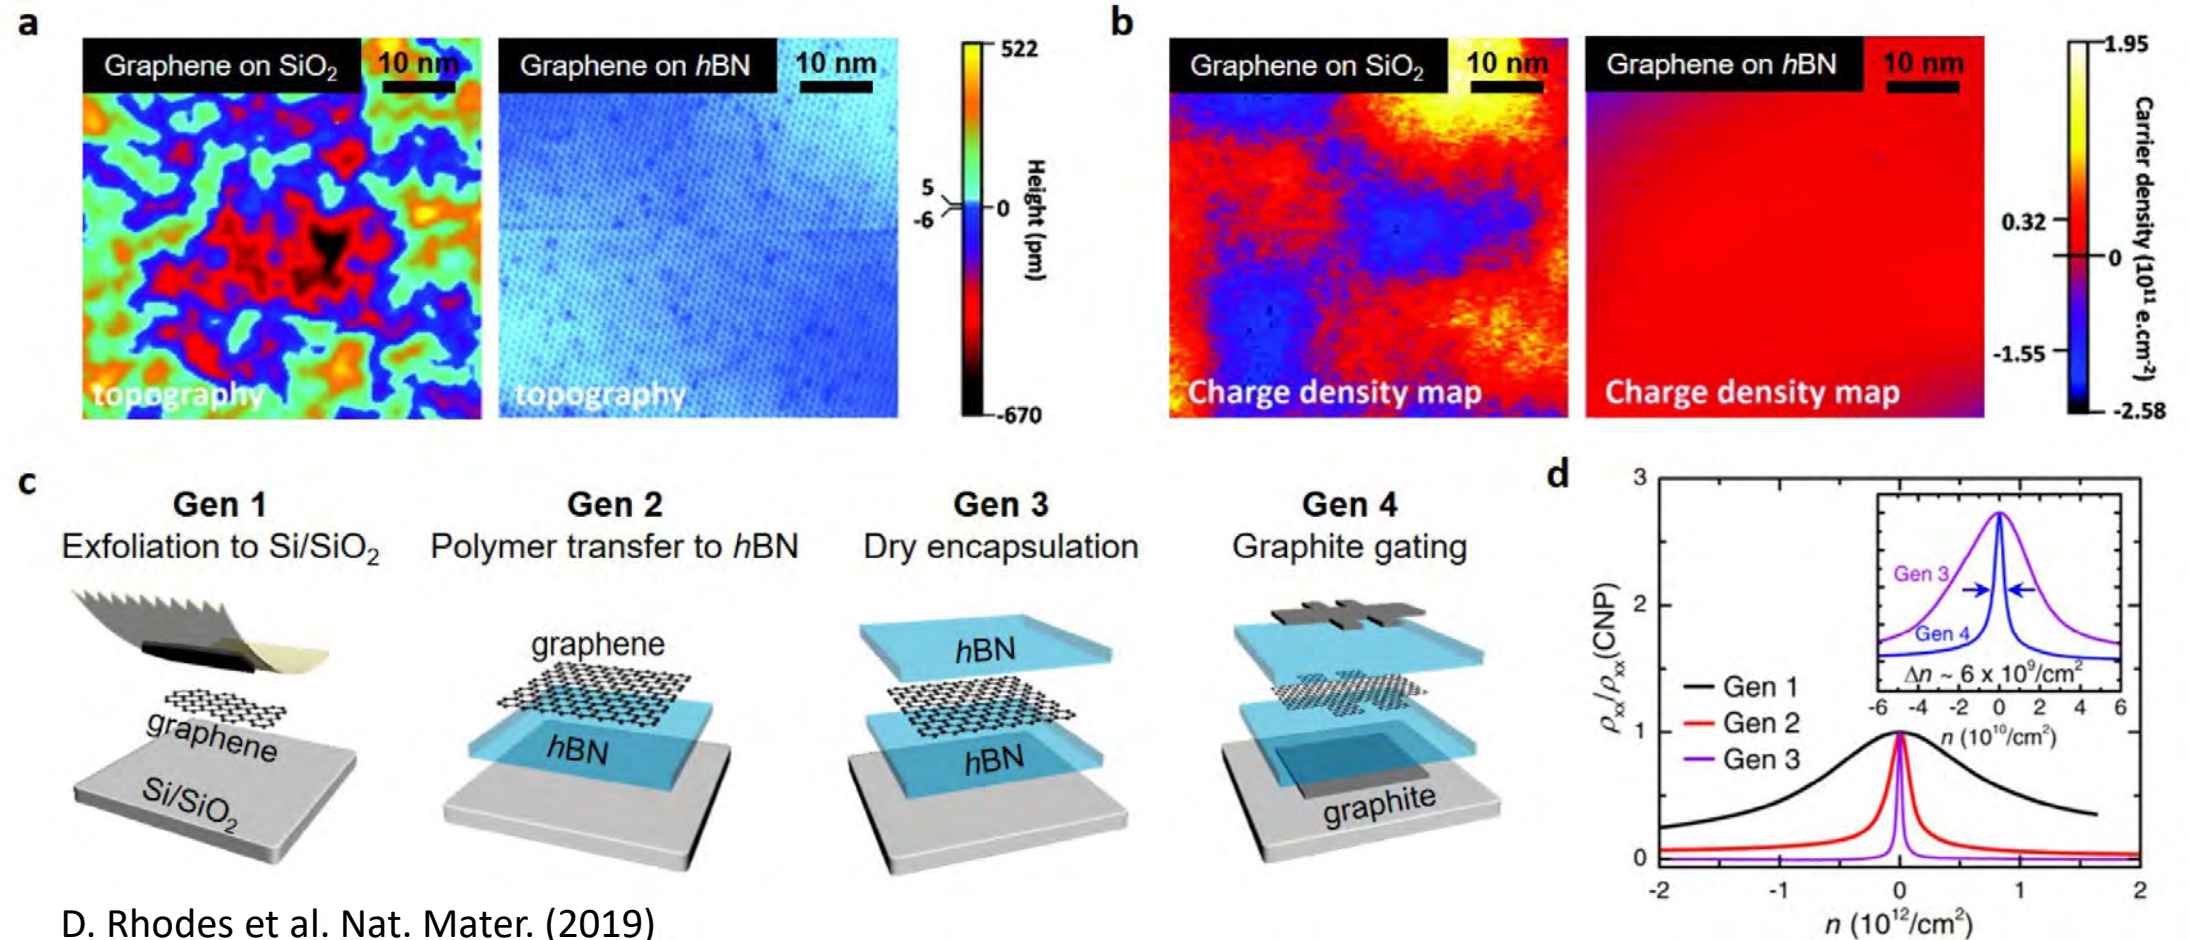 a
Graphene on SiO2
10 nm
topography
Graphene on hBN
10 nm
topography
522
5
-6
0
-670
Height (pm)
b
Graphene on SiO2
10 nm
Charge density map
Graphene on hBN
10 nm
Charge density map
1.95
0.32
0
-1.55
-2.58
Carrier density (10¹¹ e.cm⁻²)
c
Gen 1
Exfoliation to Si/SiO2
graphene
Si/SiO2
Gen 2
Polymer transfer to hBN
graphene
hBN
Gen 3
Dry encapsulation
hBN
hBN
Gen 4
Graphite gating
graphite
d
ρxx/ρxx(CNP)
3
2
1
0
-2 -1 0 1 2
n (10¹²/cm²)
Gen 1
Gen 2
Gen 3
Gen 3
Gen 4
Δn ~ 6 x 10⁹/cm²
-6 -4 -2 0 2 4 6
n (10¹⁰/cm²)
D. Rhodes et al. Nat. Mater. (2019)